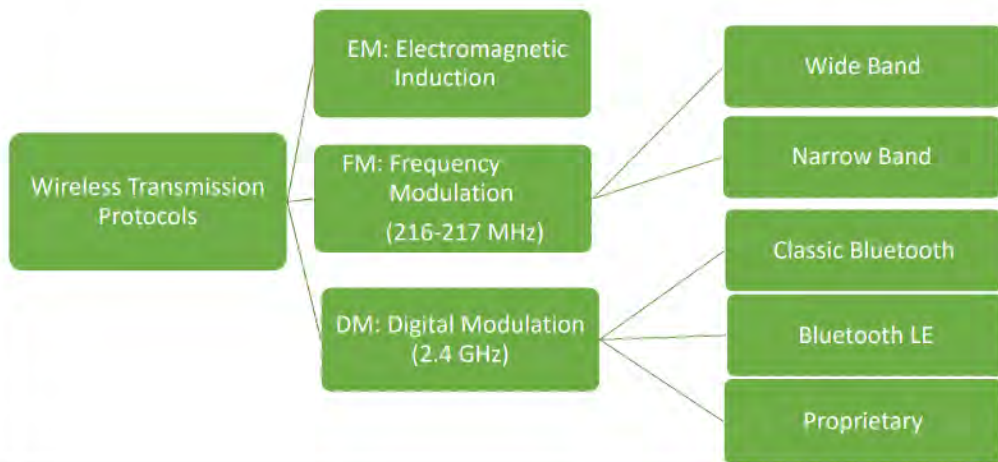 Wireless Transmission
Protocols
EM: Electromagnetic
Induction
FM: Frequency
Modulation
(216-217 MHz)
DM: Digital Modulation
(2.4 GHz)
Wide Band
Narrow Band
Classic Bluetooth
Bluetooth LE
Proprietary